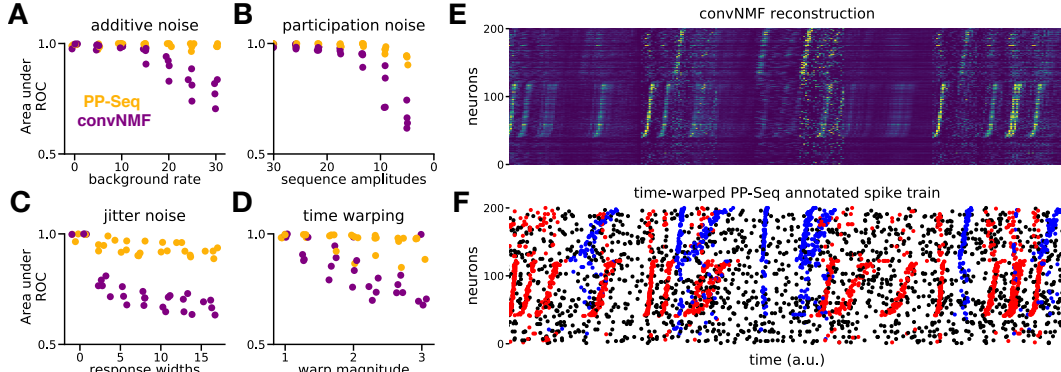 A
additive noise
1.0
0.5
Area under
ROC
PP-Seq
convNMF
0
10
20
30
background rate
B
participation noise
30
20
10
0
sequence amplitudes
C
jitter noise
1.0
0.5
Area under
ROC
0
5
10
15
response widths
D
time warping
1
2
3
warp magnitude
E
convNMF reconstruction
200
100
0
neurons
F
time-warped PP-Seq annotated spike train
200
100
0
neurons
time (a.u.)